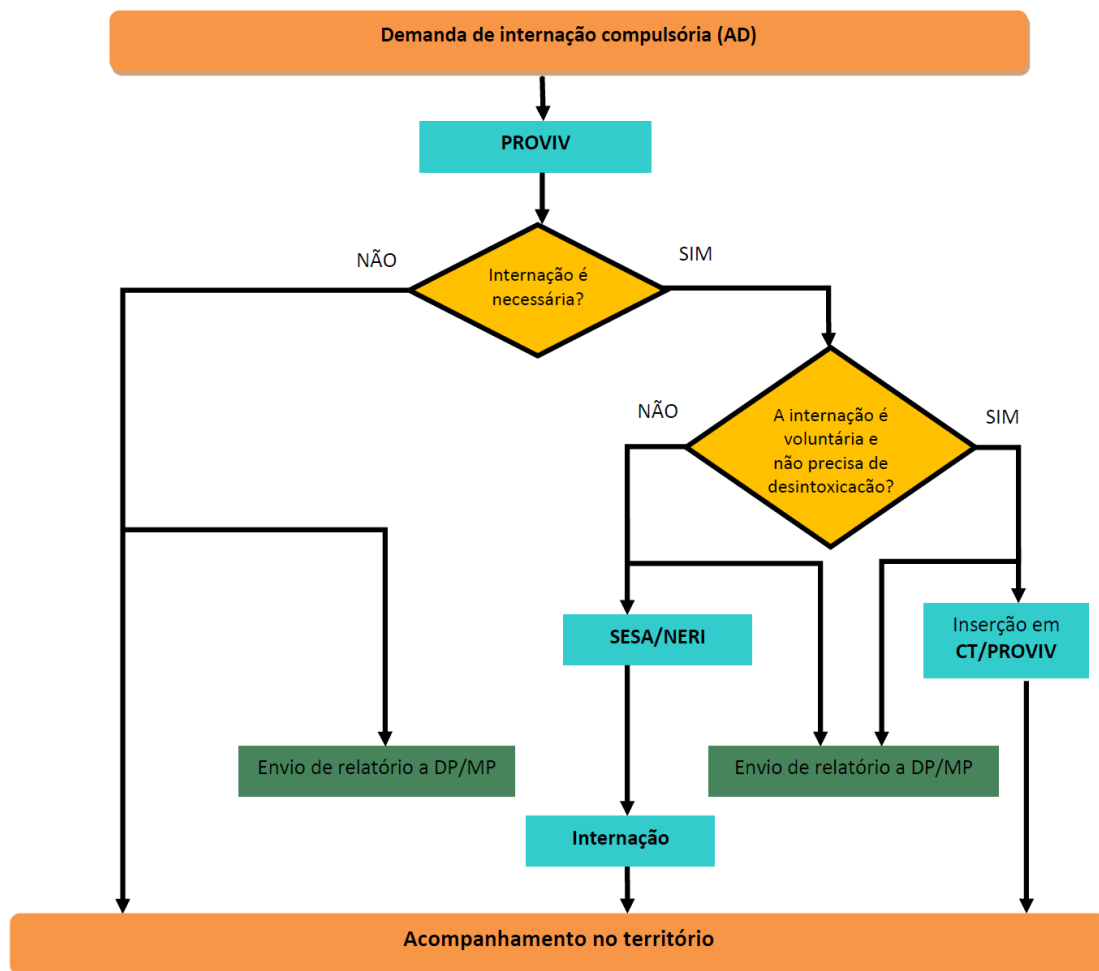 Demanda de internação compulsória (AD)
PROVIV
NÃO
SIM
Internação é
necessária?
NÃO
SIM
A internação é
voluntária e
não precisa de
desintoxicacão?
SESA/NERI
Inserção em
CT/PROVIV
Envio de relatório a DP/MP
Envio de relatório a DP/MP
Internação
Acompanhamento no território